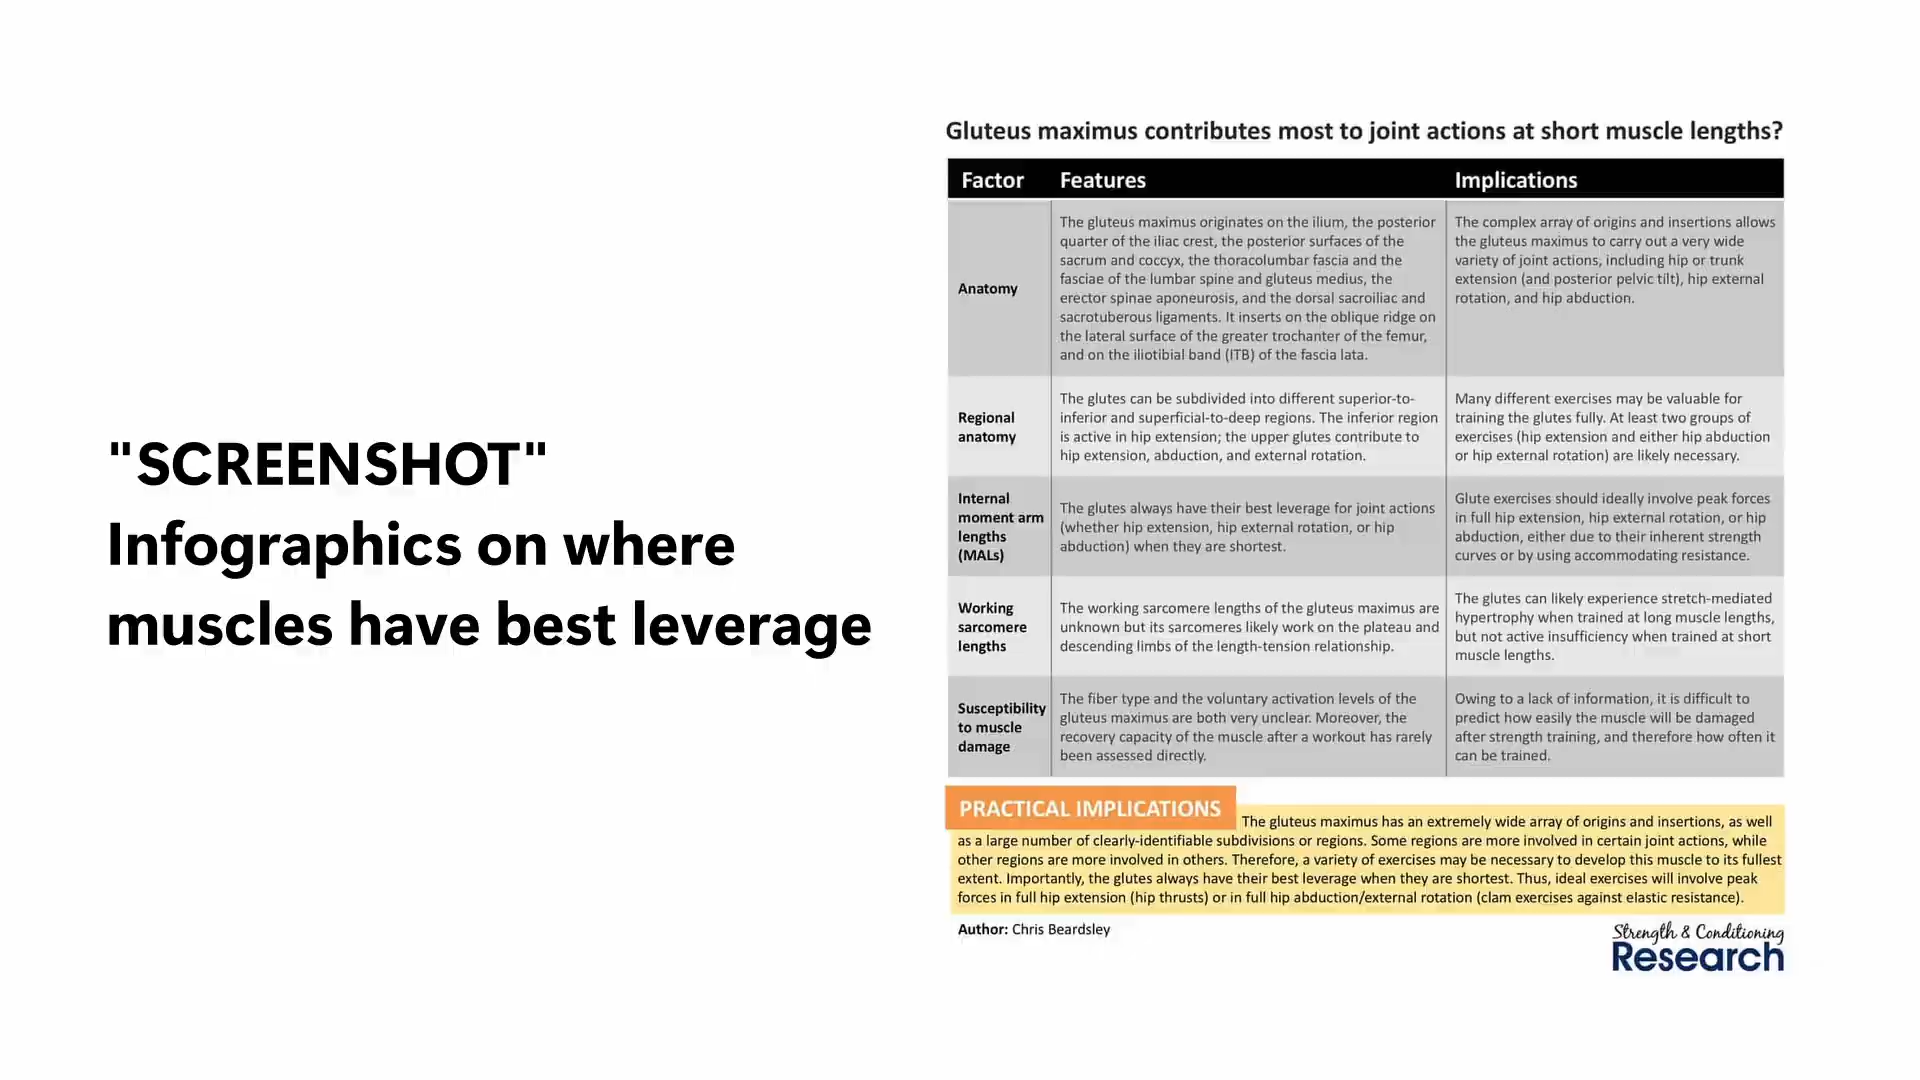 "SCREENSHOT"
Infographics on where
muscles have best leverage
Gluteus maximus contributes most to joint actions at short muscle lengths?
Factor
Features
Implications
Anatomy
The gluteus maximus originates on the ilium, the posterior
quarter of the iliac crest, the posterior surfaces of the
sacrum and coccyx, the thoracolumbar fascia and the
fasciae of the lumbar spine and gluteus medius, the
erector spinae aponeurosis, and the dorsal sacroiliac and
sacrotuberous ligaments. It inserts on the oblique ridge on
the lateral surface of the greater trochanter of the femur,
and on the iliotibial band (ITB) of the fascia lata.
The complex array of origins and insertions allows
the gluteus maximus to carry out a very wide
variety of joint actions, including hip or trunk
extension (and posterior pelvic tilt), hip external
rotation, and hip abduction.
Regional
anatomy
The glutes can be subdivided into different superior-to-
inferior and superficial-to-deep regions. The inferior region
is active in hip extension; the upper glutes contribute to
hip extension, abduction, and external rotation.
Many different exercises may be valuable for
training the glutes fully. At least two groups of
exercises (hip extension and either hip abduction
or hip external rotation) are likely necessary.
Internal
moment arm
lengths
(MALs)
The glutes always have their best leverage for joint actions
(whether hip extension, hip external rotation, or hip
abduction) when they are shortest.
Glute exercises should ideally involve peak forces
in full hip extension, hip external rotation, or hip
abduction, either due to their inherent strength
curves or by using accommodating resistance.
Working
sarcomere
lengths
The working sarcomere lengths of the gluteus maximus are
unknown but its sarcomeres likely work on the plateau and
descending limbs of the length-tension relationship.
The glutes can likely experience stretch-mediated
hypertrophy when trained at long muscle lengths,
but not active insufficiency when trained at short
muscle lengths.
Susceptibility
to muscle
damage
The fiber type and the voluntary activation levels of the
gluteus maximus are both very unclear. Moreover, the
recovery capacity of the muscle after a workout has rarely
been assessed directly.
Owing to a lack of information, it is difficult to
predict how easily the muscle will be damaged
after strength training, and therefore how often it
can be trained.
PRACTICAL IMPLICATIONS
The gluteus maximus has an extremely wide array of origins and insertions, as well
as a large number of clearly-identifiable subdivisions or regions. Some regions are more involved in certain joint actions, while
other regions are more involved in others. Therefore, a variety of exercises may be necessary to develop this muscle to its fullest
extent. Importantly, the glutes always have their best leverage when they are shortest. Thus, ideal exercises will involve peak
forces in full hip extension (hip thrusts) or in full hip abduction/external rotation (clam exercises against elastic resistance).
Author: Chris Beardsley
Strength & Conditioning
Research